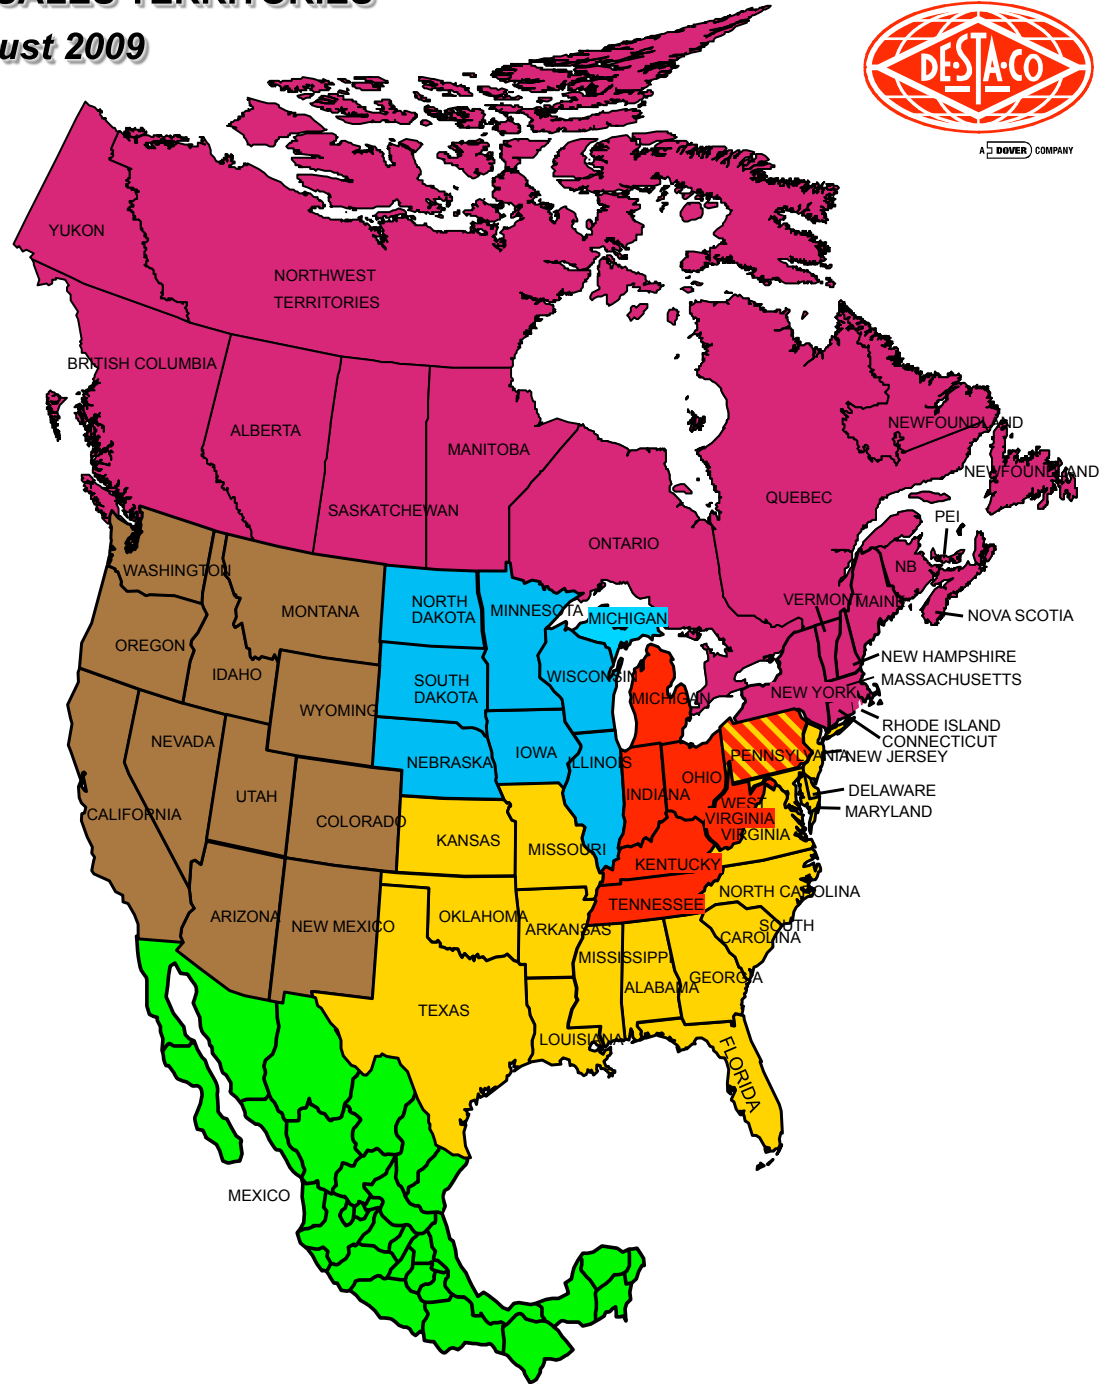 SALES TERRITORIES
ust 2009
DE-STA-CO
A DOVER COMPANY
YUKON
NORTHWEST
TERRITORIES
BRITISH COLUMBIA
ALBERTA
MANITOBA
SASKATCHEWAN
NEWFOUNDLAND
NEWFOUNDLAND
QUEBEC
PEI
ONTARIO
NB
WASHINGTON
VERMONT
MAINE
NOVA SCOTIA
MONTANA
NORTH
DAKOTA
MINNESOTA
MICHIGAN
OREGON
IDAHO
NEW HAMPSHIRE
MASSACHUSETTS
SOUTH
DAKOTA
WISCONSIN
MICHIGAN
NEW YORK
WYOMING
RHODE ISLAND
CONNECTICUT
NEVADA
NEBRASKA
IOWA
ILLINOIS
PENNSYLVANIA
NEW JERSEY
OHIO
INDIANA
UTAH
DELAWARE
WEST
VIRGINIA
MARYLAND
CALIFORNIA
COLORADO
VIRGINIA
KANSAS
MISSOURI
KENTUCKY
NORTH CAROLINA
TENNESSEE
ARIZONA
NEW MEXICO
OKLAHOMA
ARKANSAS
SOUTH
CAROLINA
MISSISSIPPI
ALABAMA
GEORGIA
TEXAS
LOUISIANA
FLORIDA
MEXICO